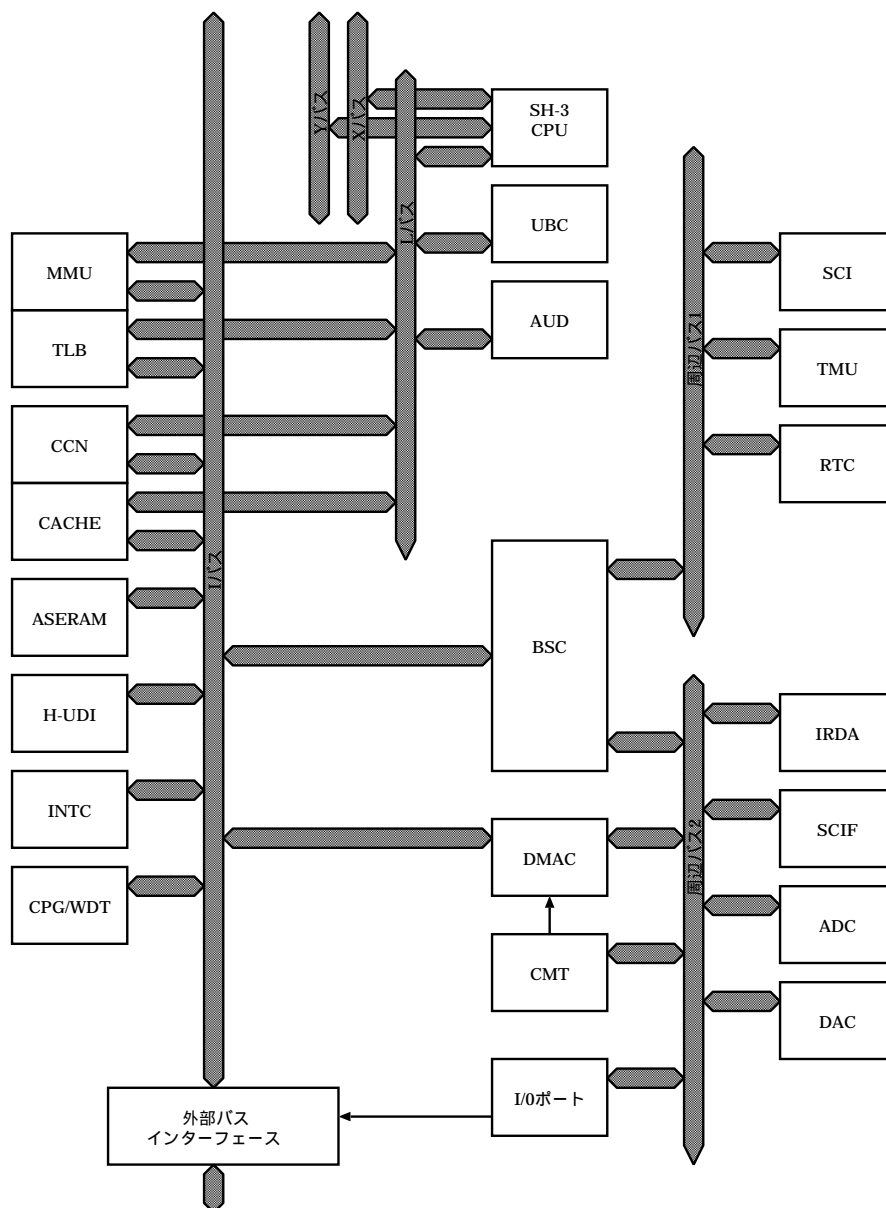 Yバス
Xバス
SH-3
CPU
Lバス
UBC
MMU
SCI
AUD
TLB
周辺バス1
TMU
CCN
RTC
CACHE
Iバス
ASERAM
BSC
H-UDI
IRDA
INTC
SCIF
DMAC
周辺バス2
CPG/WDT
ADC
CMT
DAC
I/0ポート
外部バス
インターフェース